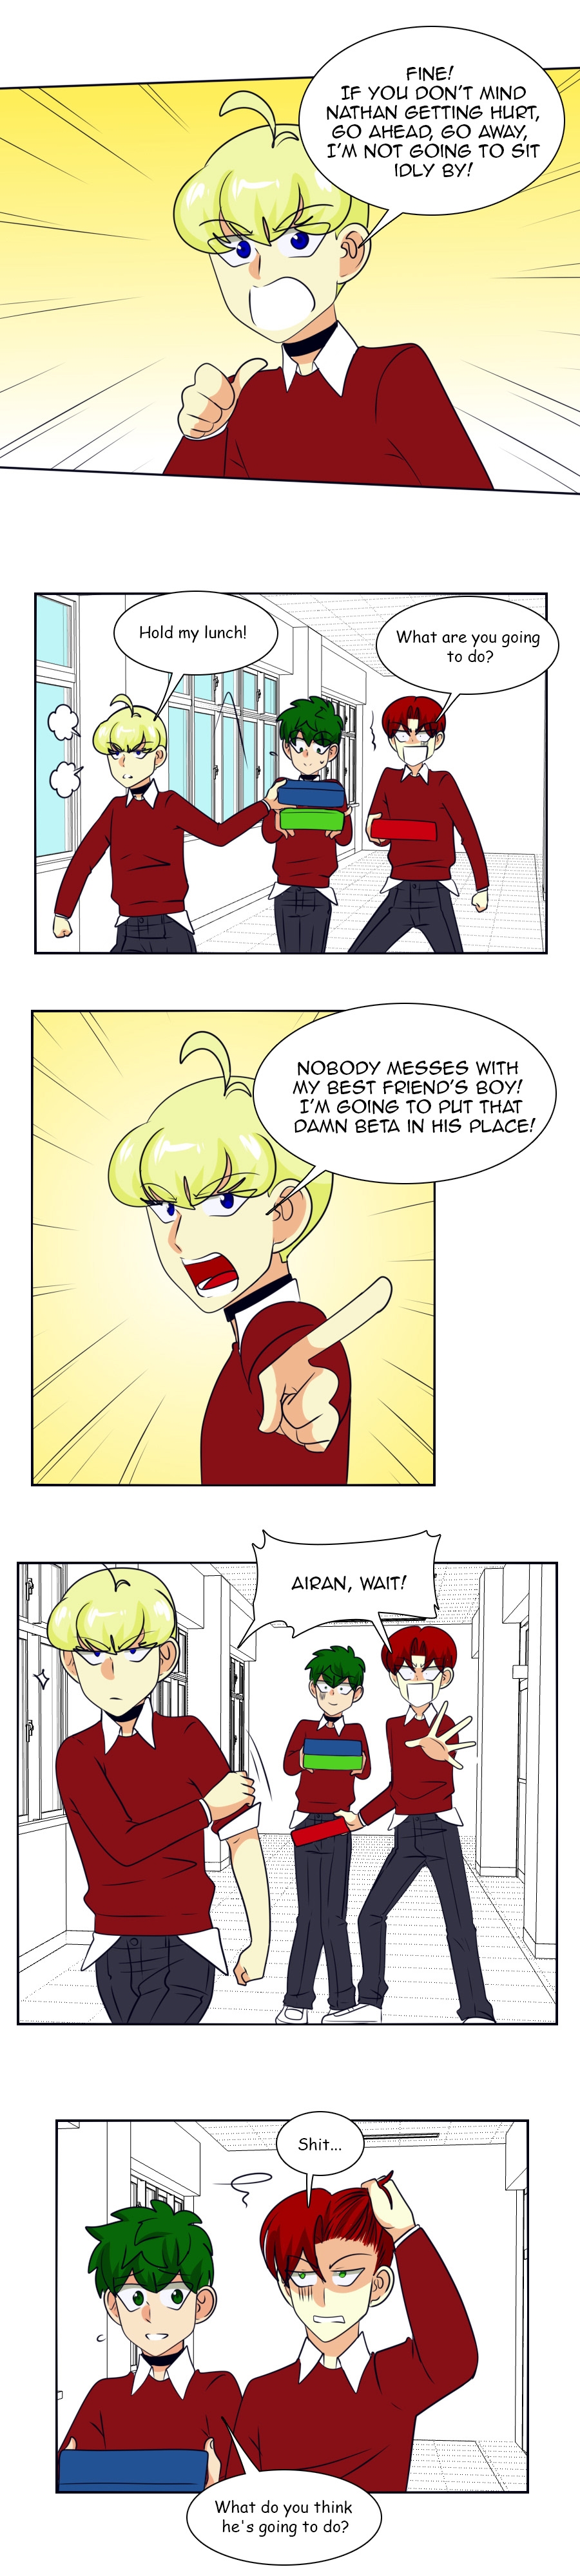 FINE!
IF YOU DON'T MIND
NATHAN GETTING HURT,
GO AHEAD, GO AWAY,
I'M NOT GOING TO SIT
IDLY BY!
Hold my lunch!
What are you going
to do?
NOBODY MESSES WITH
MY BEST FRIEND'S BOY!
I'M GOING TO PUT THAT
DAMN BETA IN HIS PLACE!
AIRAN, WAIT!
Shit...
What do you think
he's going to do?